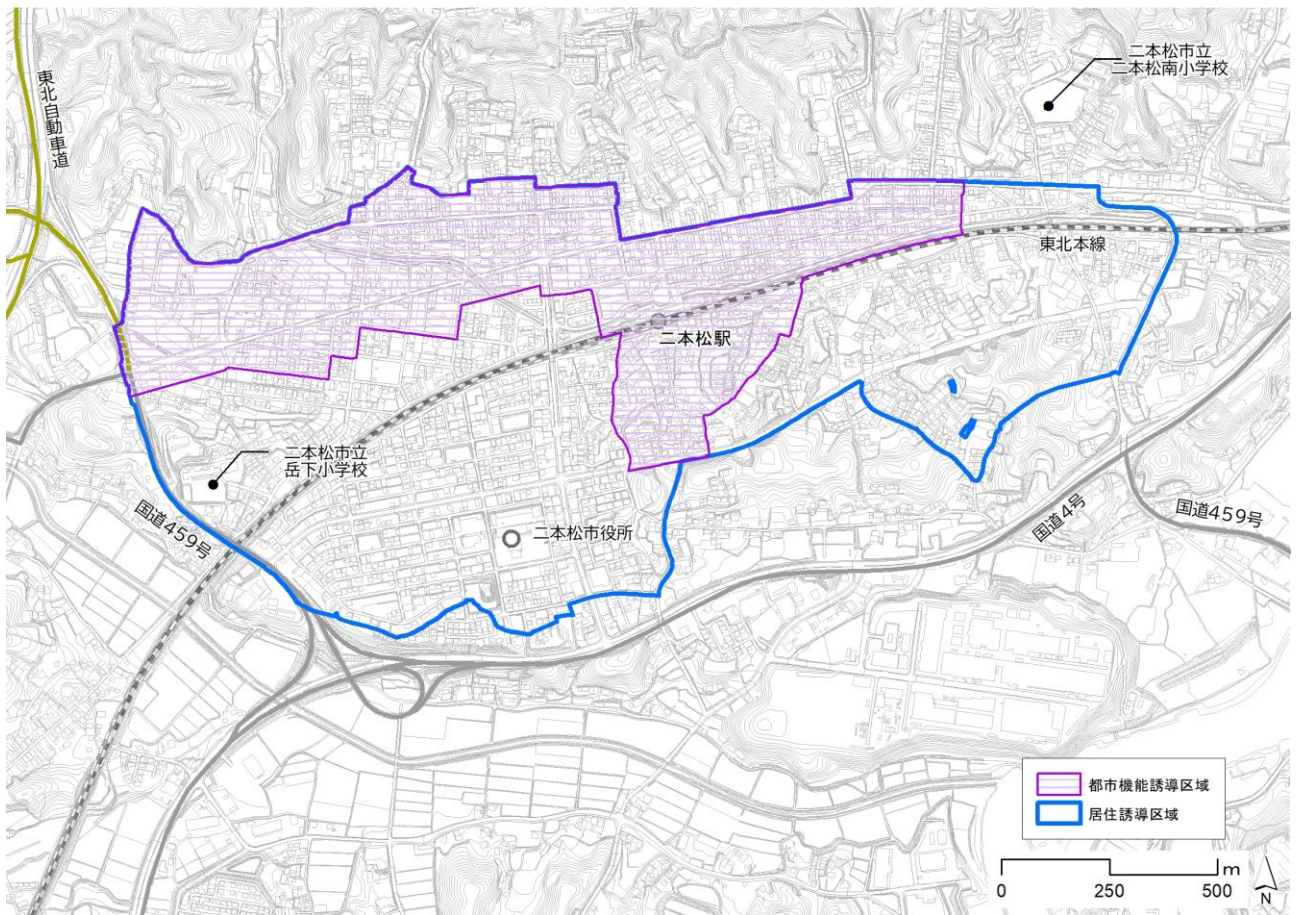 二本松市立
二本松南小学校
東北自動車道
東北本線
二本松駅
二本松市立
岳下小学校
国道459号
二本松市役所
国道4号
国道459号
都市機能誘導区域
居住誘導区域
m
0 250 500
N